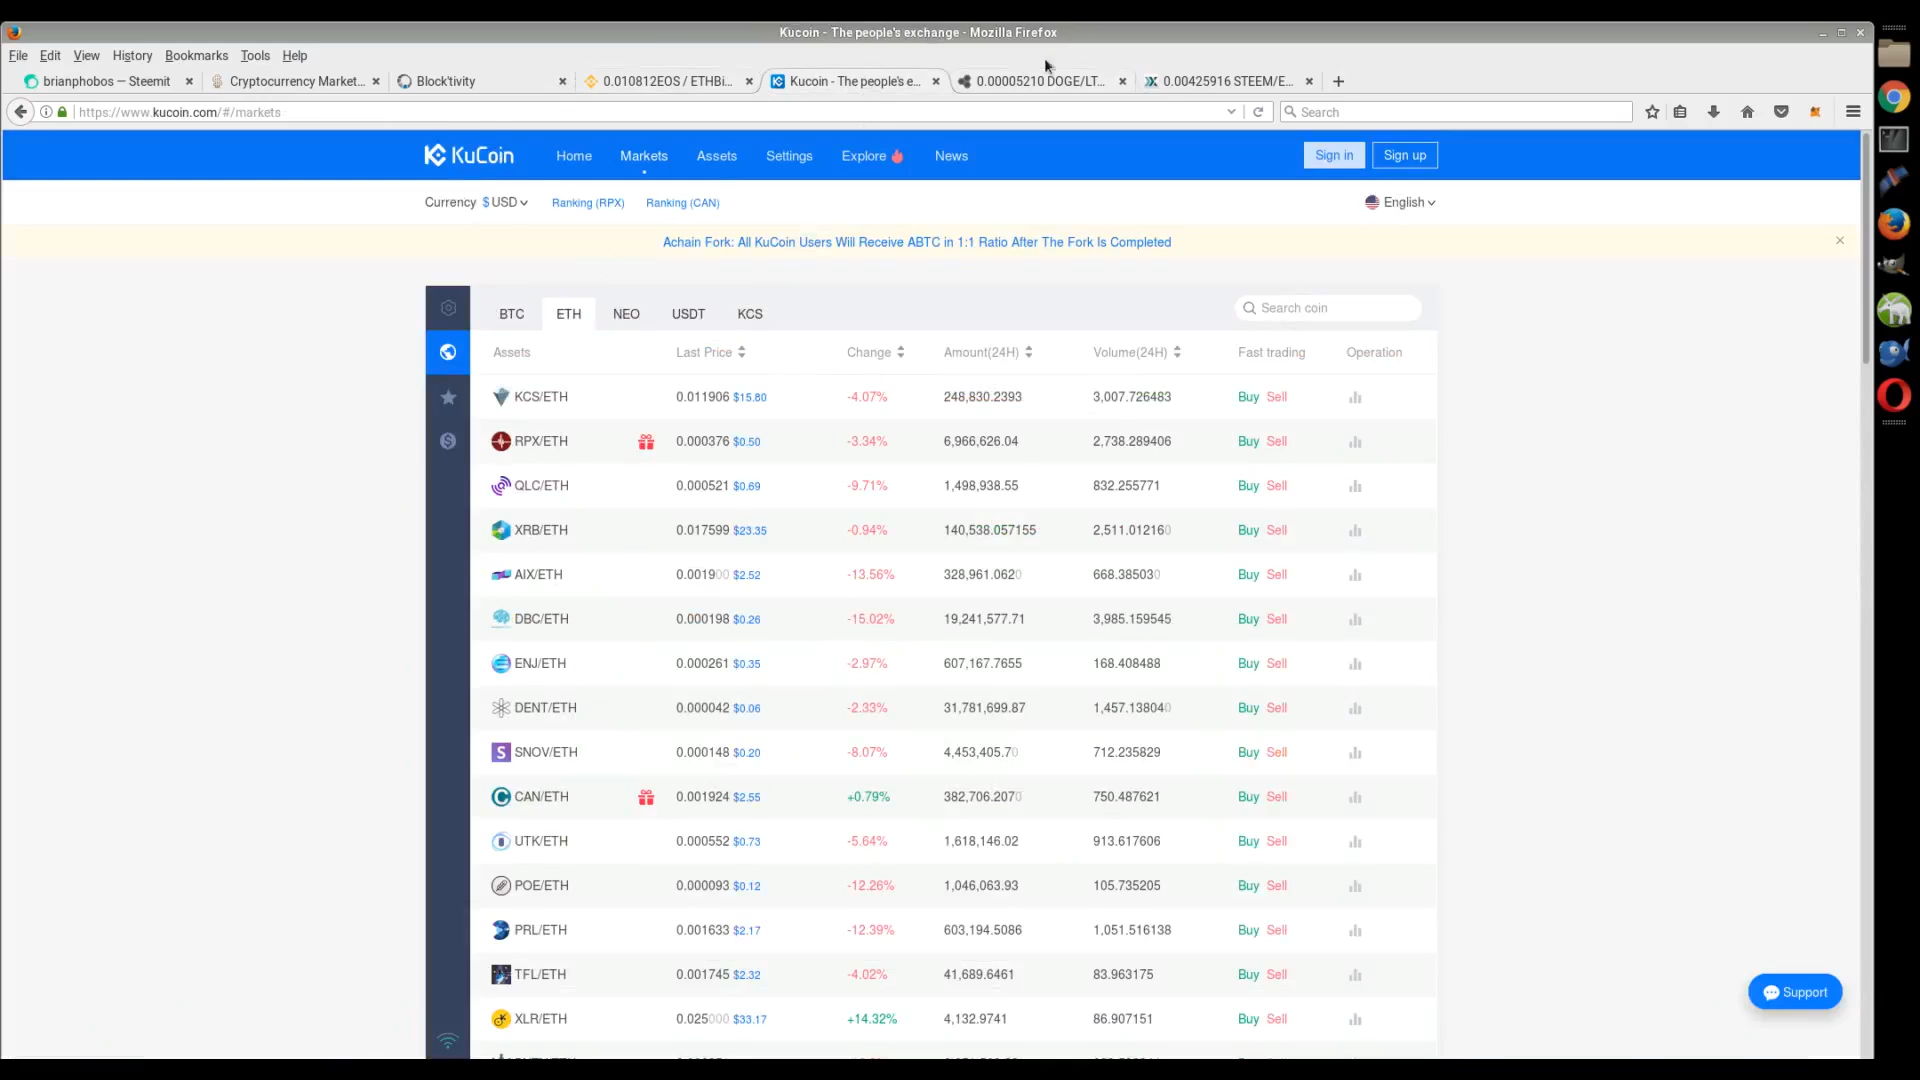 Kucoin - The people's exchange - Mozilla Firefox
File Edit View History Bookmarks Tools Help
brianphobos — Steemit Cryptocurrency Market... Block'tivity 0.010812EOS / ETHBi... Kucoin - The people's e... 0.00005210 DOGE/LT... 0.00425916 STEEM/E...
https://www.kucoin.com/#/markets Search
KuCoin Home Markets Assets Settings Explore News Sign in Sign up
Currency $ USD Ranking (RPX) Ranking (CAN) English
Achain Fork: All KuCoin Users Will Receive ABTC in 1:1 Ratio After The Fork Is Completed
BTC ETH NEO USDT KCS Search coin
Assets Last Price Change Amount(24H) Volume(24H) Fast trading Operation
KCS/ETH 0.011906 $15.80 -4.07% 248,830.2393 3,007.726483 Buy Sell
RPX/ETH 0.000376 $0.50 -3.34% 6,966,626.04 2,738.289406 Buy Sell
QLC/ETH 0.000521 $0.69 -9.71% 1,498,938.55 832.255771 Buy Sell
XRB/ETH 0.017599 $23.35 -0.94% 140,538.057155 2,511.012160 Buy Sell
AIX/ETH 0.001900 $2.52 -13.56% 328,961.0620 668.385030 Buy Sell
DBC/ETH 0.000198 $0.26 -15.02% 19,241,577.71 3,985.159545 Buy Sell
ENJ/ETH 0.000261 $0.35 -2.97% 607,167.7655 168.408488 Buy Sell
DENT/ETH 0.000042 $0.06 -2.33% 31,781,699.87 1,457.138040 Buy Sell
SNOV/ETH 0.000148 $0.20 -8.07% 4,453,405.70 712.235829 Buy Sell
CAN/ETH 0.001924 $2.55 +0.79% 382,706.2070 750.487621 Buy Sell
UTK/ETH 0.000552 $0.73 -5.64% 1,618,146.02 913.617606 Buy Sell
POE/ETH 0.000093 $0.12 -12.26% 1,046,063.93 105.735205 Buy Sell
PRL/ETH 0.001633 $2.17 -12.39% 603,194.5086 1,051.516138 Buy Sell
TFL/ETH 0.001745 $2.32 -4.02% 41,689.6461 83.963175 Buy Sell
Support
XLR/ETH 0.025000 $33.17 +14.32% 4,132.9741 86.907151 Buy Sell